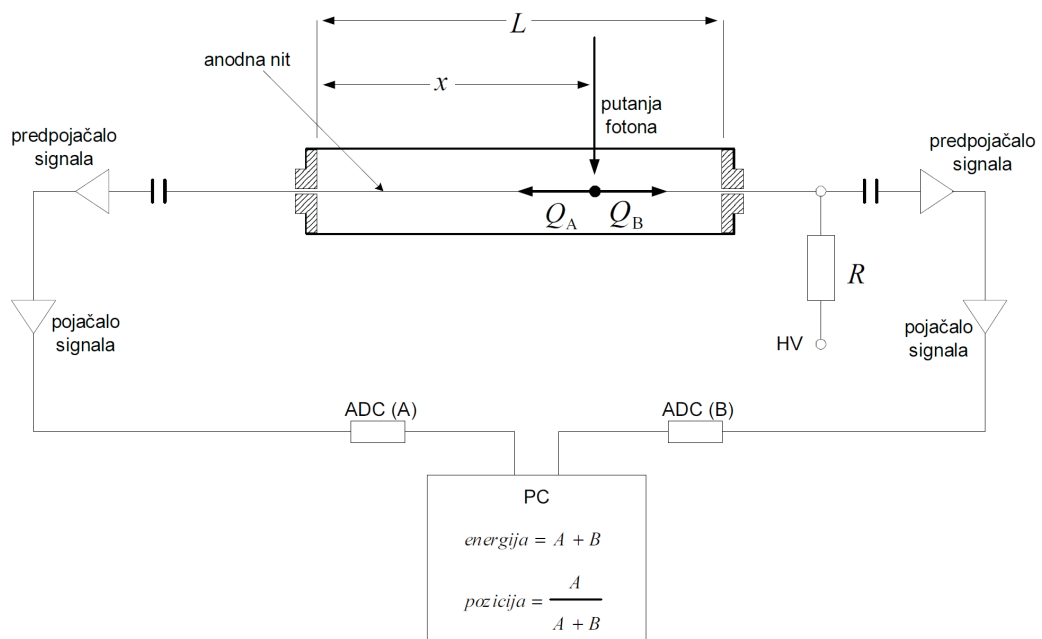 L
anodna nit
x
putanja
fotona
predpojačalo
signala
predpojačalo
signala
Q_A
Q_B
R
pojačalo
signala
HV
pojačalo
signala
ADC (A)
ADC (B)
PC
energija = A + B
pozicija = A / A + B